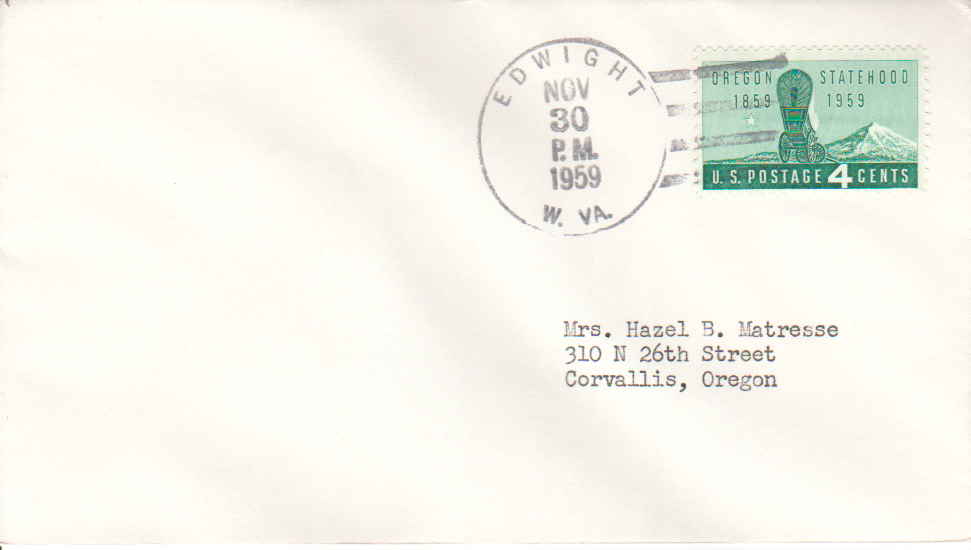 EDWIGHT
NOV
30
P.M.
1959
W. VA.
OREGON STATEHOOD
1859 1959
U.S. POSTAGE 4 CENTS
Mrs. Hazel B. Matresse
310 N 26th Street
Corvallis, Oregon